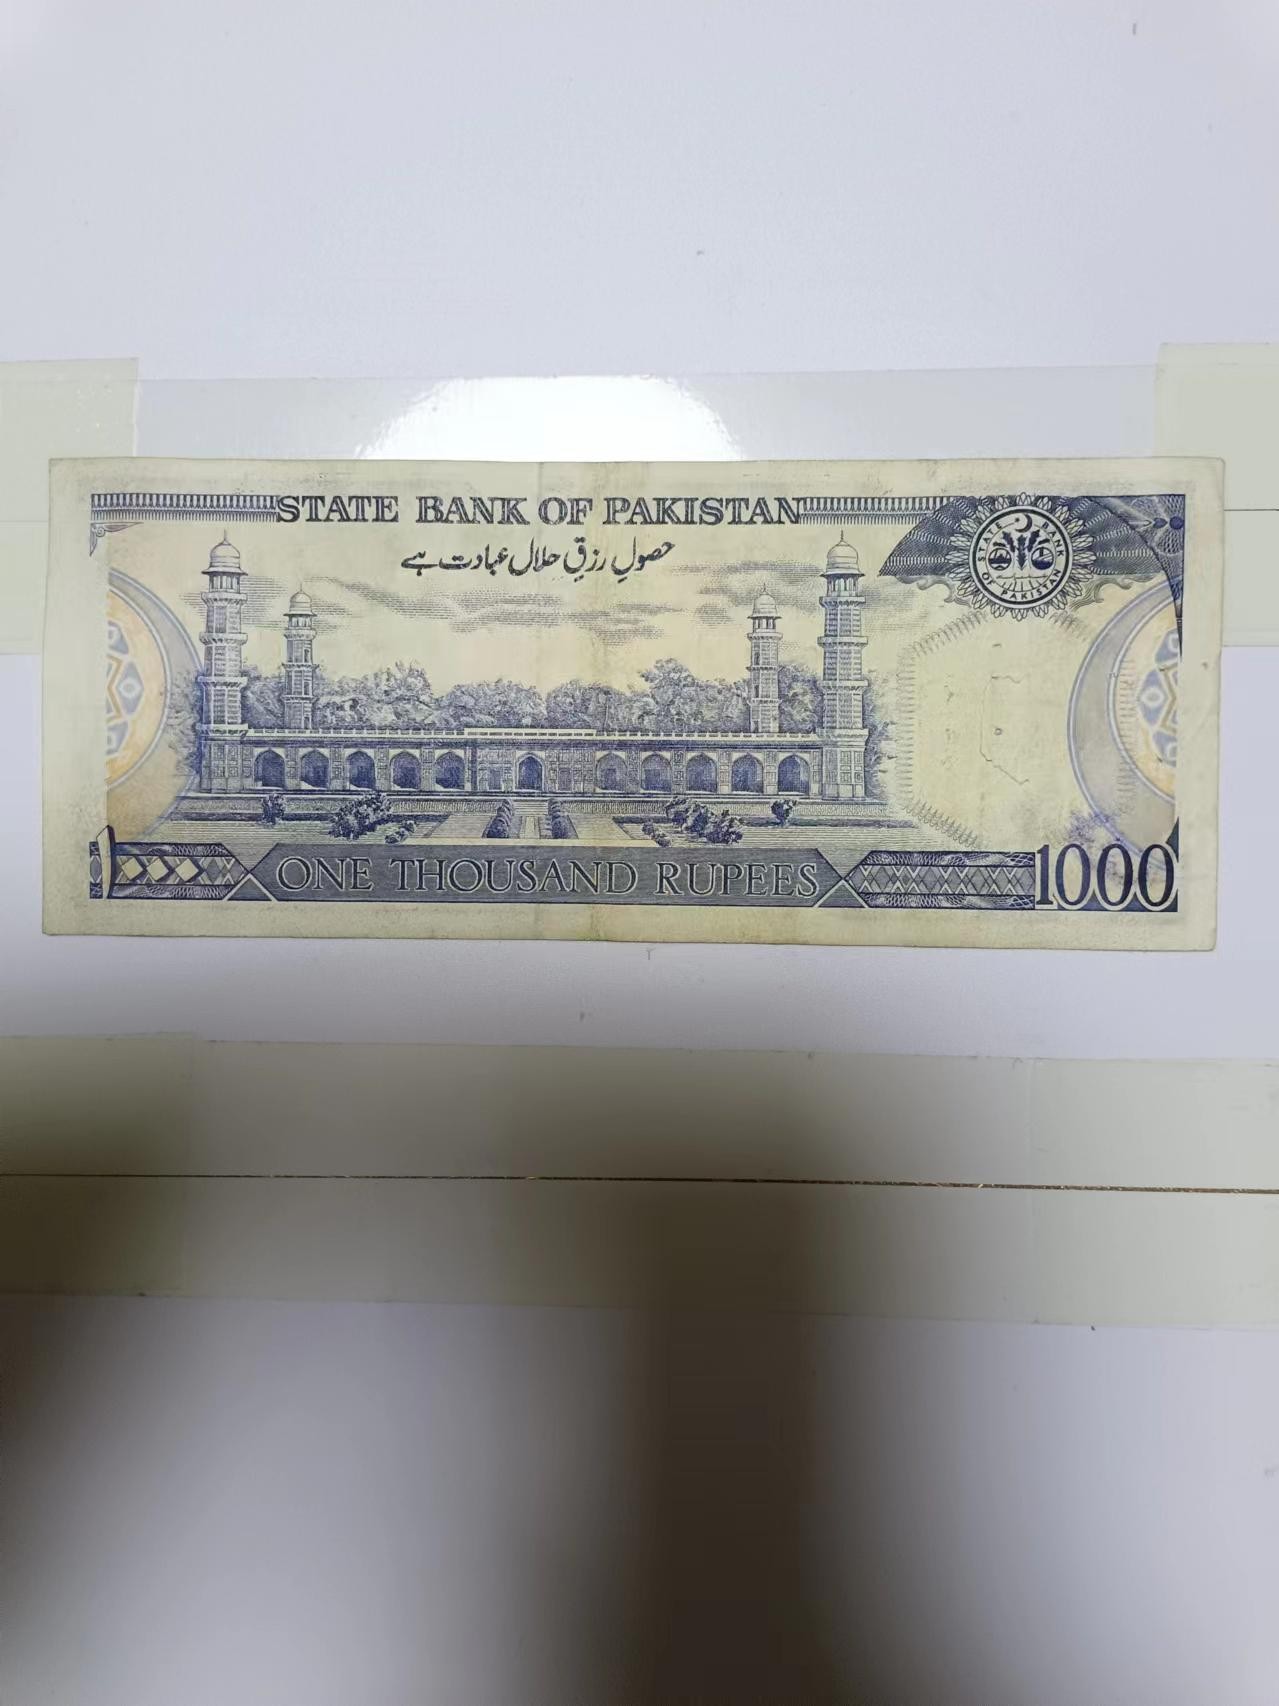 STATE BANK OF PAKISTAN
حصولِ رزقِ حلال عبادت ہے
STATE BANK
OF PAKISTAN
ONE THOUSAND RUPEES
1000